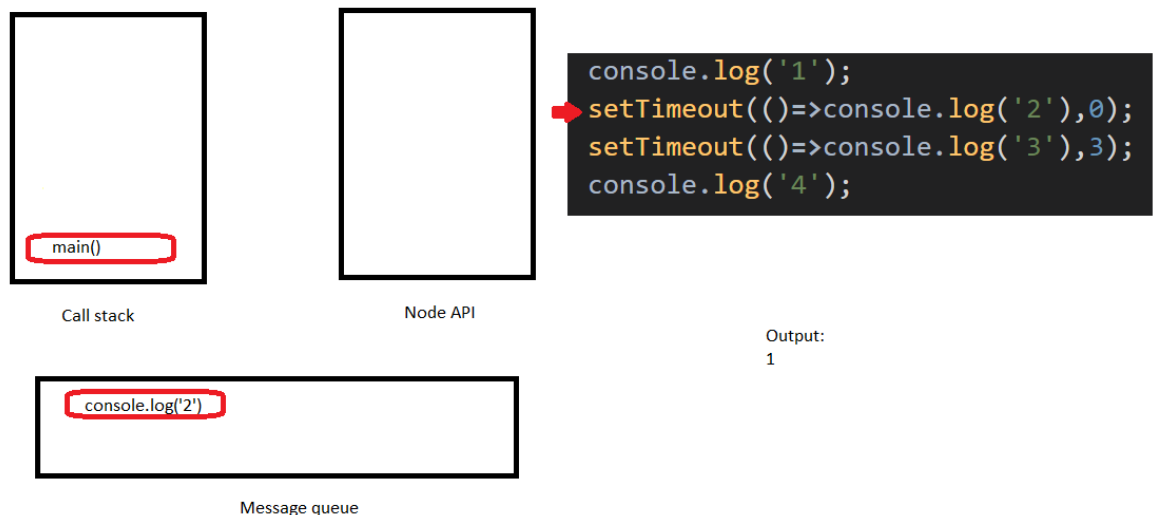 console.log('1');
setTimeout(()=>console.log('2'),0);
setTimeout(()=>console.log('3'),3);
console.log('4');
main()
Call stack
Node API
Output:
1
console.log('2')
Message queue